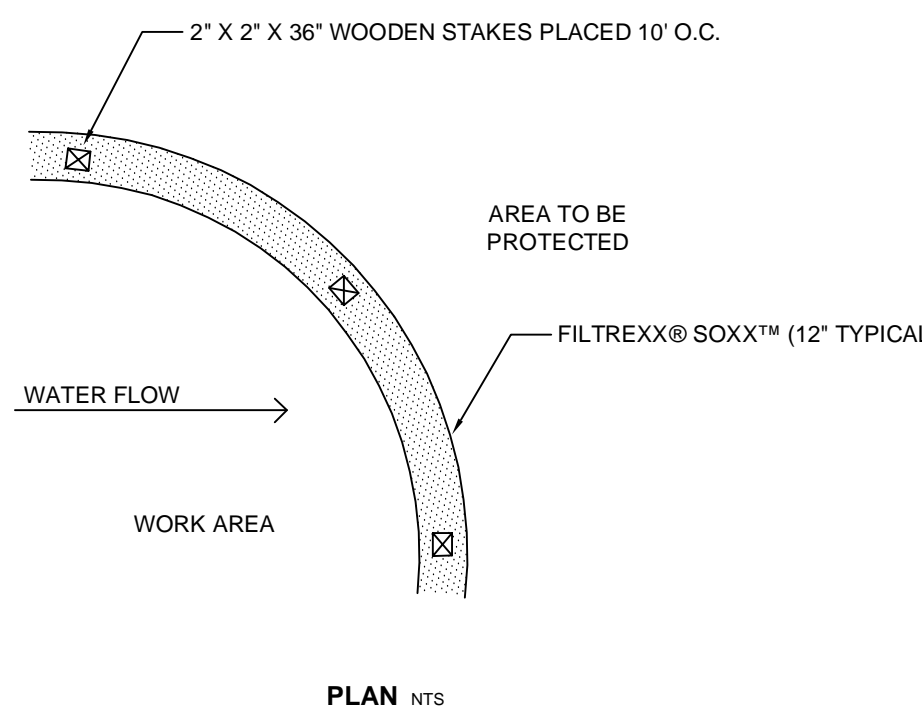 2" X 2" X 36" WOODEN STAKES PLACED 10' O.C.
AREA TO BE
PROTECTED
FILTREXX® SOXX™ (12" TYPICAL
WATER FLOW
WORK AREA
PLAN NTS